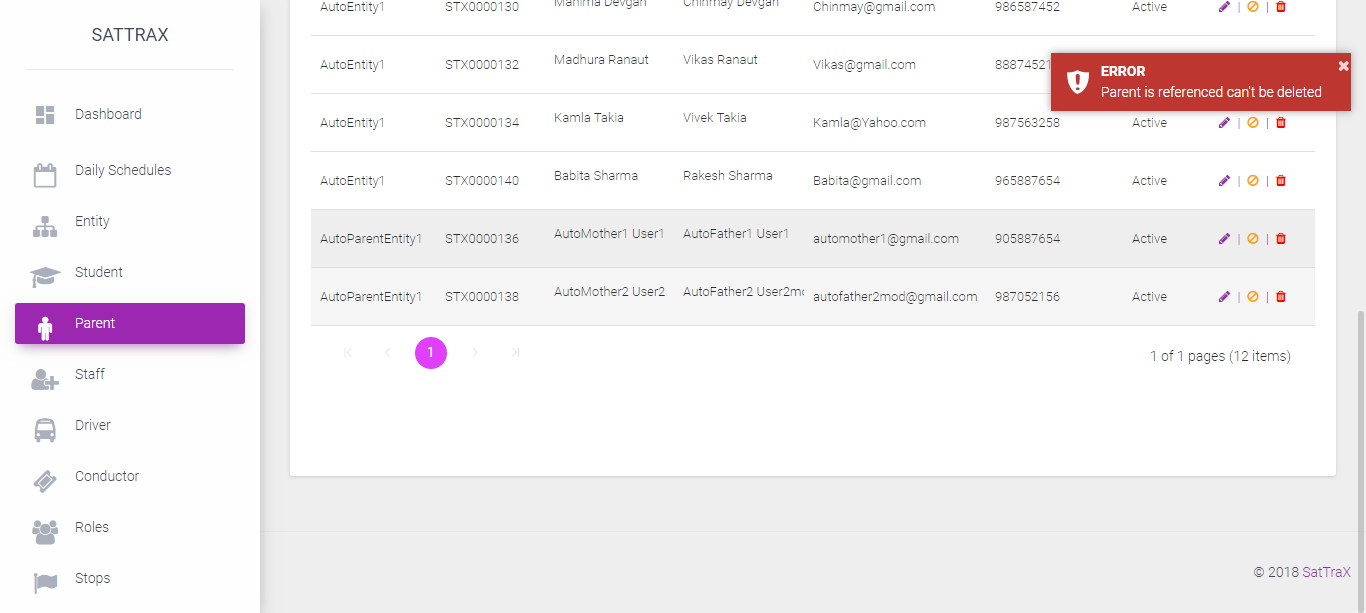 SATTRAX
Dashboard
Daily Schedules
Entity
Student
Parent
Staff
Driver
Conductor
Roles
Stops
AutoEntity1 STX0000130 Mahima Devgan Chinmay Devgan Chinmay@gmail.com 986587452 Active | |
AutoEntity1 STX0000132 Madhura Ranaut Vikas Ranaut Vikas@gmail.com
ERROR
Parent is referenced can't be deleted
AutoEntity1 STX0000134 Kamla Takia Vivek Takia Kamla@Yahoo.com 987563258 Active | |
AutoEntity1 STX0000140 Babita Sharma Rakesh Sharma Babita@gmail.com 965887654 Active | |
AutoParentEntity1 STX0000136 AutoMother1 User1 AutoFather1 User1 automother1@gmail.com 905887654 Active | |
AutoParentEntity1 STX0000138 AutoMother2 User2 AutoFather2 User2mo autofather2mod@gmail.com 987052156 Active | |
1
1 of 1 pages (12 items)
© 2018 SatTraX